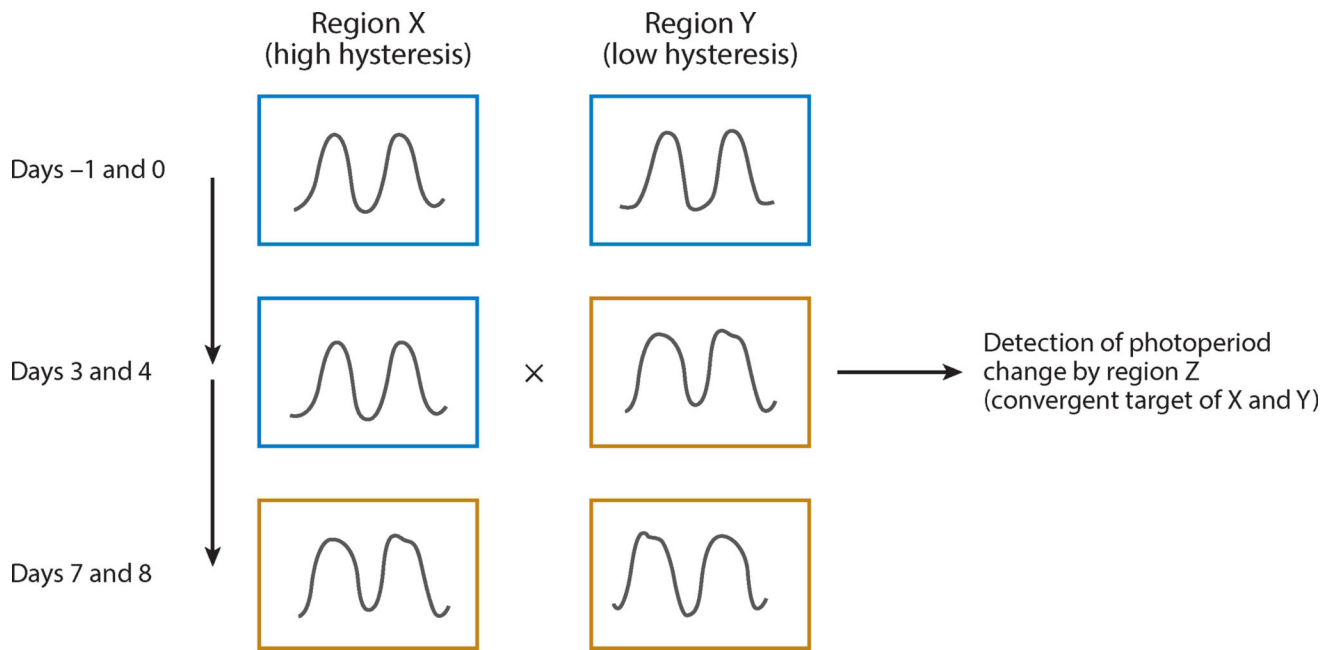 Region X
(high hysteresis)
Region Y
(low hysteresis)
Days –1 and 0
Days 3 and 4
×
Detection of photoperiod
change by region Z
(convergent target of X and Y)
Days 7 and 8